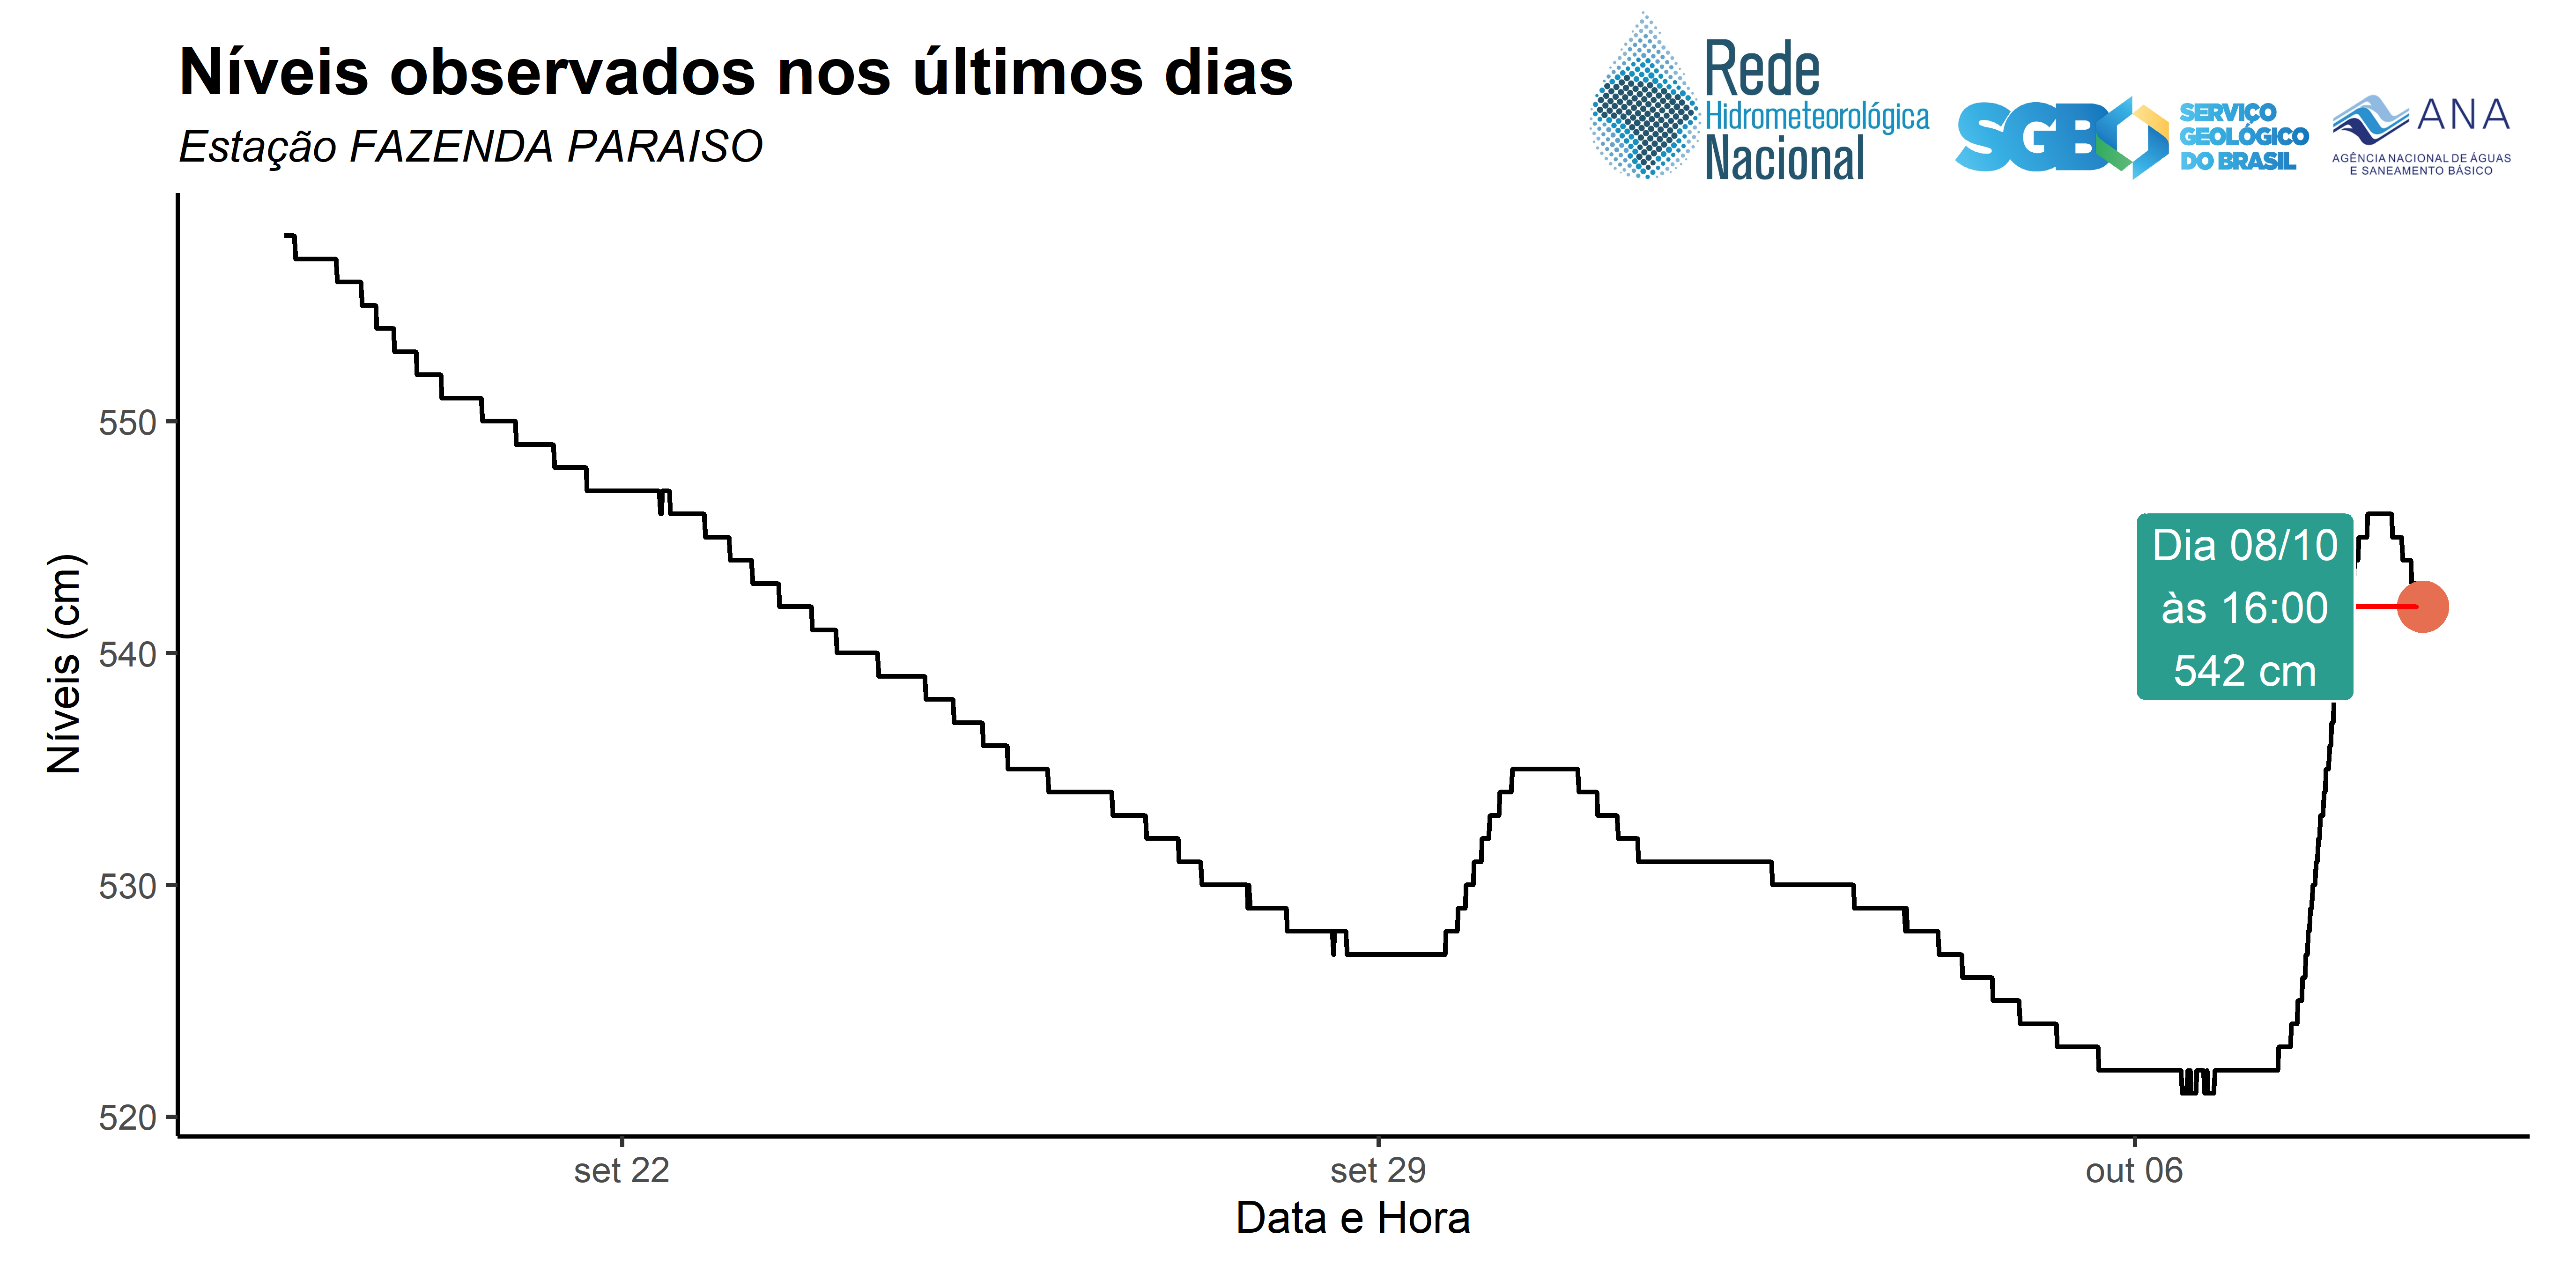 Níveis observados nos últimos dias
Estação FAZENDA PARAISO
Rede
Hidrometeorológica
Nacional
SGB
SERVIÇO
GEOLÓGICO
DO BRASIL
ANA
AGÊNCIA NACIONAL DE ÁGUAS
E SANEAMENTO BÁSICO
Níveis (cm)
550
540
530
520
Dia 08/10
às 16:00
542 cm
set 22
set 29
out 06
Data e Hora